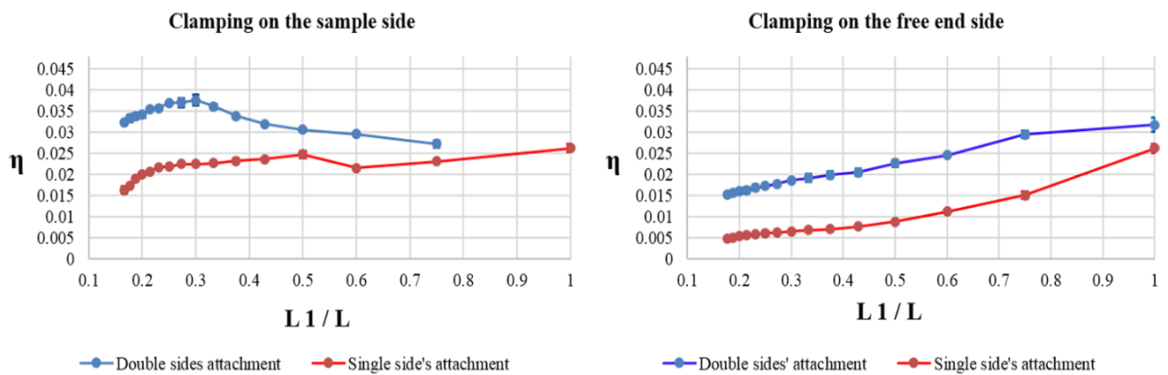 Clamping on the sample side
0.045
0.04
0.035
0.03
0.025
0.02
0.015
0.01
0.005
0
η
0.1 0.2 0.3 0.4 0.5 0.6 0.7 0.8 0.9 1
L 1 / L
Double sides attachment Single side's attachment
Clamping on the free end side
0.045
0.04
0.035
0.03
0.025
0.02
0.015
0.01
0.005
0
η
0.1 0.2 0.3 0.4 0.5 0.6 0.7 0.8 0.9 1
L 1 / L
Double sides' attachment Single side's attachment